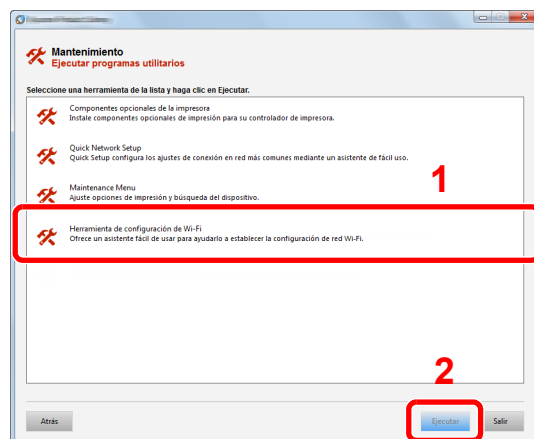 Mantenimiento
Ejecutar programas utilitarios
Seleccione una herramienta de la lista y haga clic en Ejecutar.
Componentes opcionales de la impresora
Instale componentes opcionales de impresión para su controlador de impresora.
Quick Network Setup
Quick Setup configura los ajustes de conexión en red más comunes mediante un asistente de fácil uso.
1
Maintenance Menu
Ajuste opciones de impresión y búsqueda del dispositivo.
Herramienta de configuración de Wi-Fi
Ofrece un asistente fácil de usar para ayudarlo a establecer la configuración de red Wi-Fi.
2
Atrás
Ejecutar
Salir